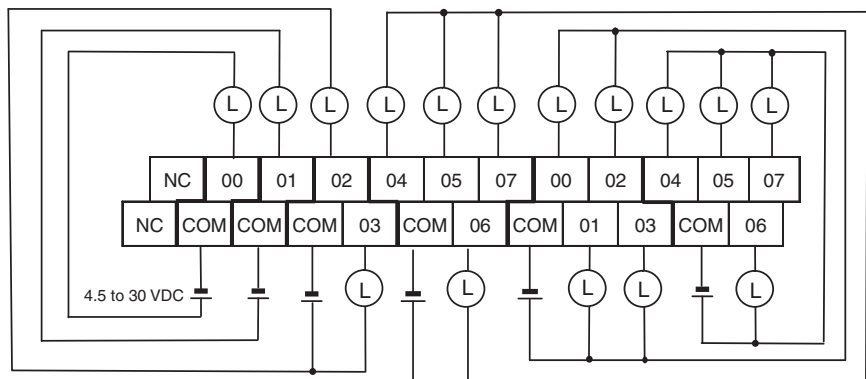 L L L L L L L L L L L
NC 00 01 02 04 05 07 00 02 04 05 07
NC COM COM COM 03 COM 06 COM 01 03 COM 06
4.5 to 30 VDC L L L L L